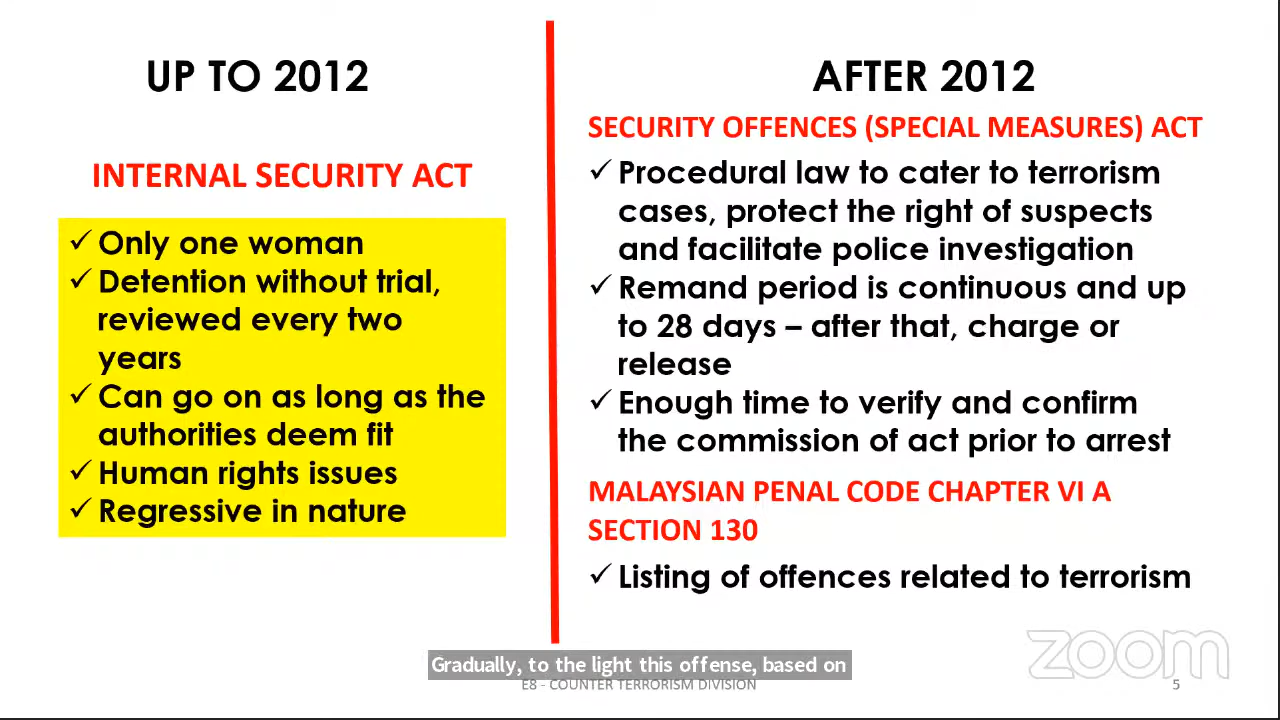 UP TO 2012
INTERNAL SECURITY ACT
✓ Only one woman
✓ Detention without trial,
reviewed every two
years
✓ Can go on as long as the
authorities deem fit
✓ Human rights issues
✓ Regressive in nature
AFTER 2012
SECURITY OFFENCES (SPECIAL MEASURES) ACT
✓ Procedural law to cater to terrorism
cases, protect the right of suspects
and facilitate police investigation
✓ Remand period is continuous and up
to 28 days – after that, charge or
release
✓ Enough time to verify and confirm
the commission of act prior to arrest
MALAYSIAN PENAL CODE CHAPTER VI A
SECTION 130
✓ Listing of offences related to terrorism
zoom
Gradually, to the light this offense, based on
E8 - COUNTER TERRORISM DIVISION
5